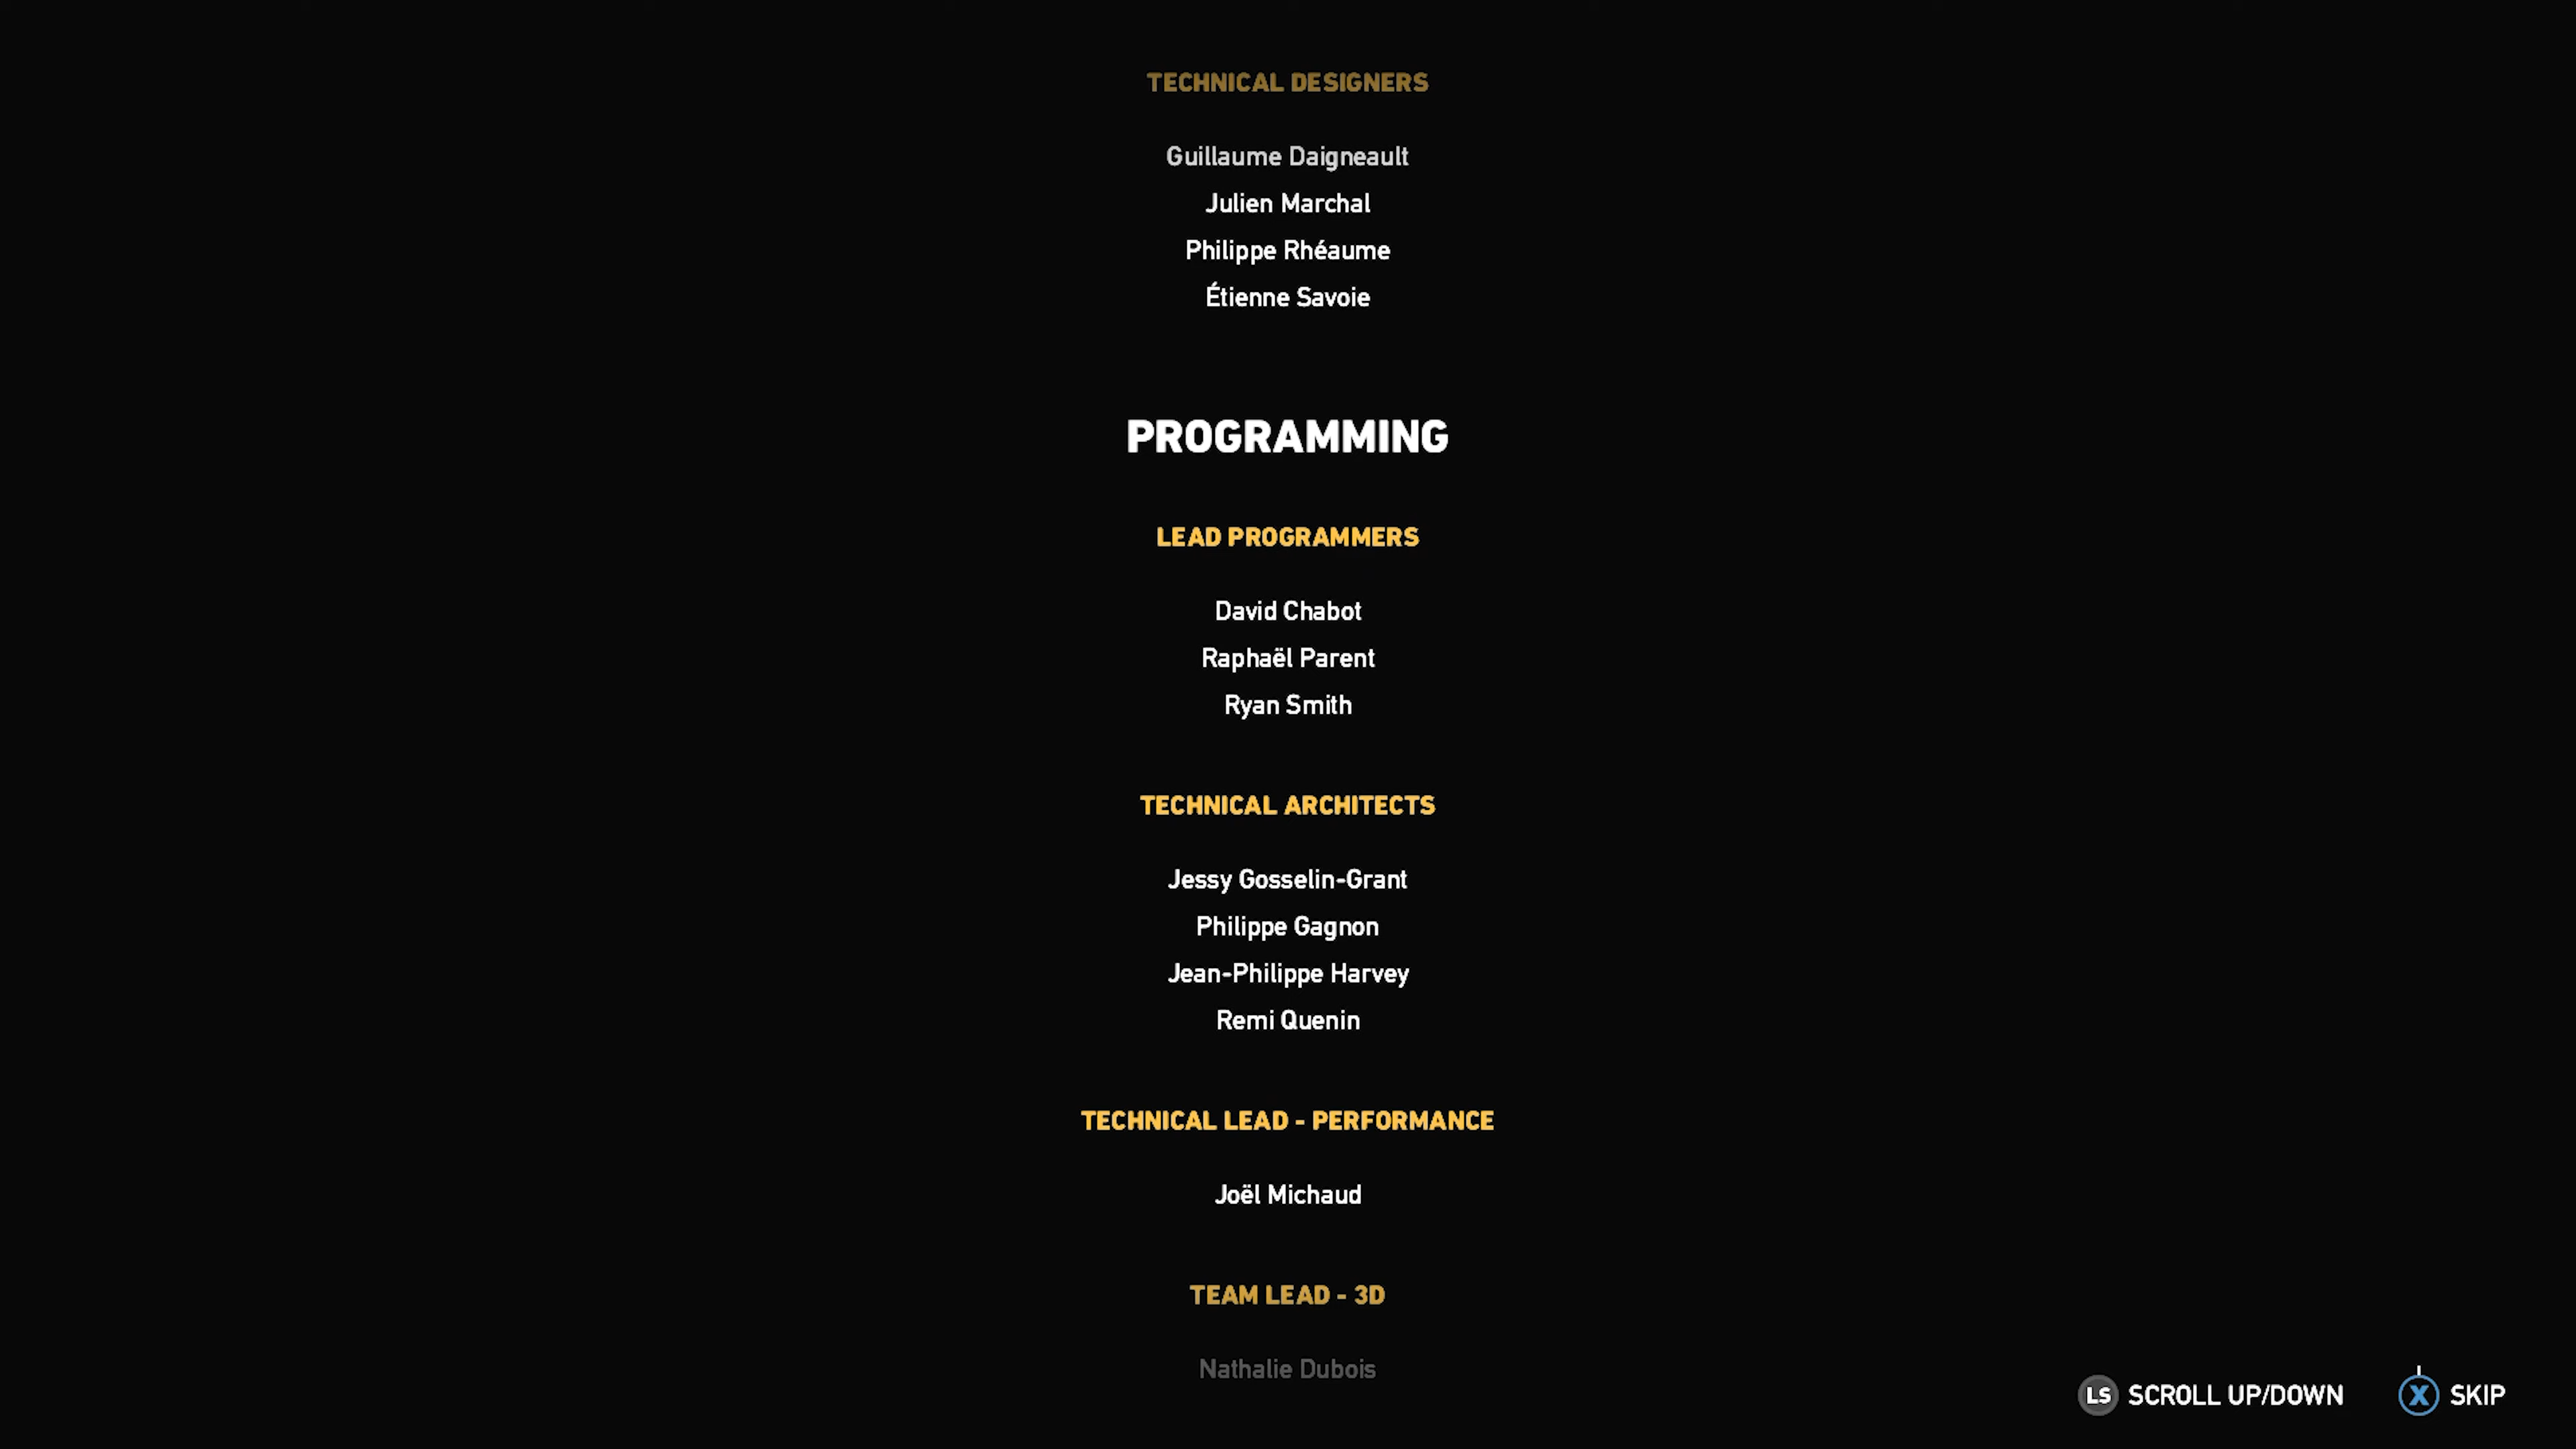 TECHNICAL DESIGNERS
Guillaume Daigneault
Julien Marchal
Philippe Rhéaume
Étienne Savoie
PROGRAMMING
LEAD PROGRAMMERS
David Chabot
Raphaël Parent
Ryan Smith
TECHNICAL ARCHITECTS
Jessy Gosselin-Grant
Philippe Gagnon
Jean-Philippe Harvey
Remi Quenin
TECHNICAL LEAD - PERFORMANCE
Joël Michaud
TEAM LEAD - 3D
Nathalie Dubois
LS SCROLL UP/DOWN X SKIP